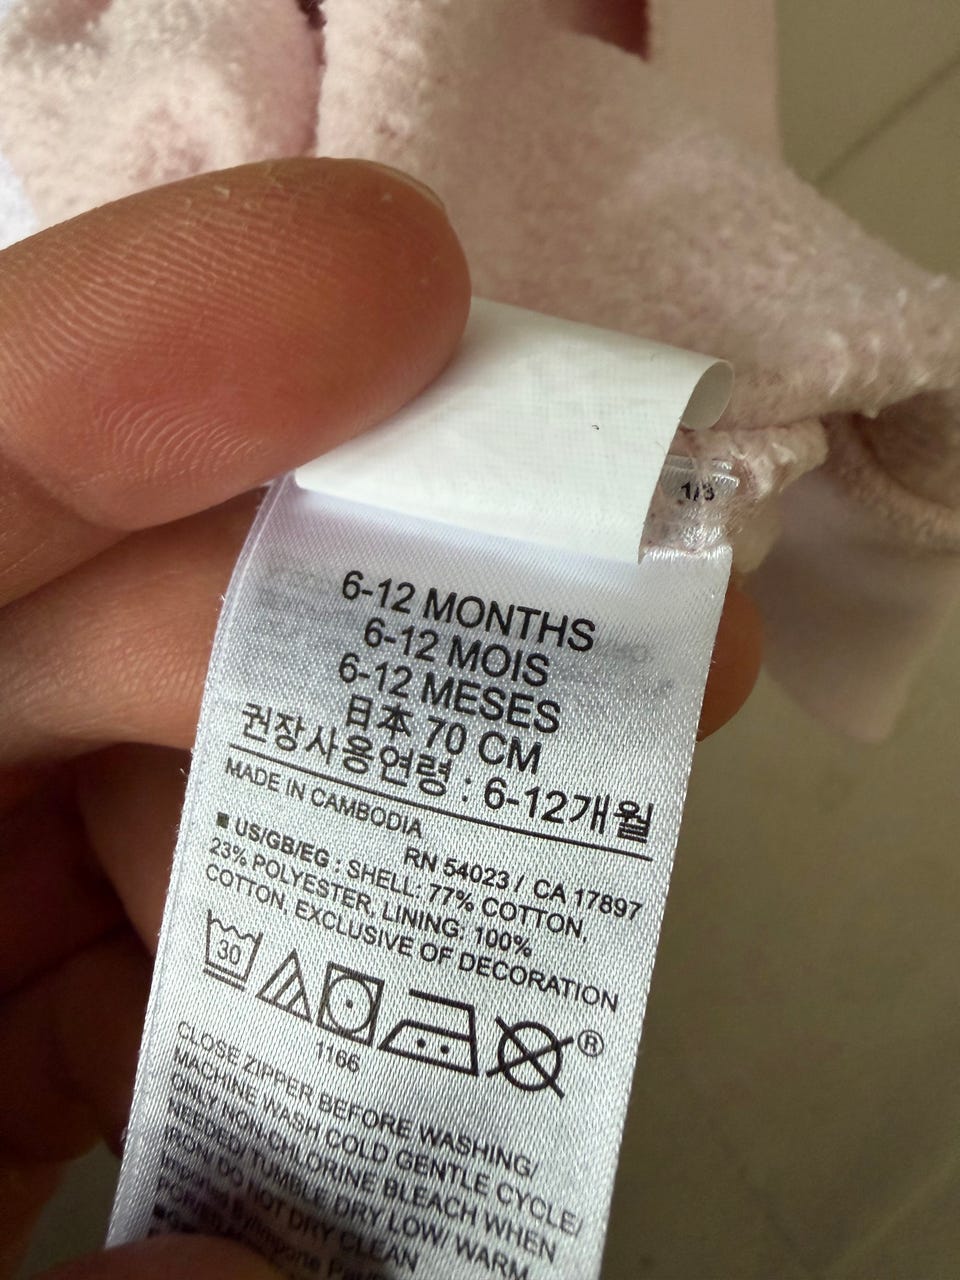 1/3
6-12 MONTHS
6-12 MOIS
6-12 MESES
日本 70 CM
권장사용연령 : 6-12개월
MADE IN CAMBODIA
RN 54023 / CA 17897
■ US/GB/EG : SHELL: 77% COTTON,
23% POLYESTER, LINING: 100%
COTTON, EXCLUSIVE OF DECORATION
30
®
1166
CLOSE ZIPPER BEFORE WASHING/
MACHINE WASH COLD GENTLE CYCLE/
ONLY NON-CHLORINE BLEACH WHEN
NEEDED/ TUMBLE DRY LOW/ WARM
IRON/ DO NOT DRY CLEAN